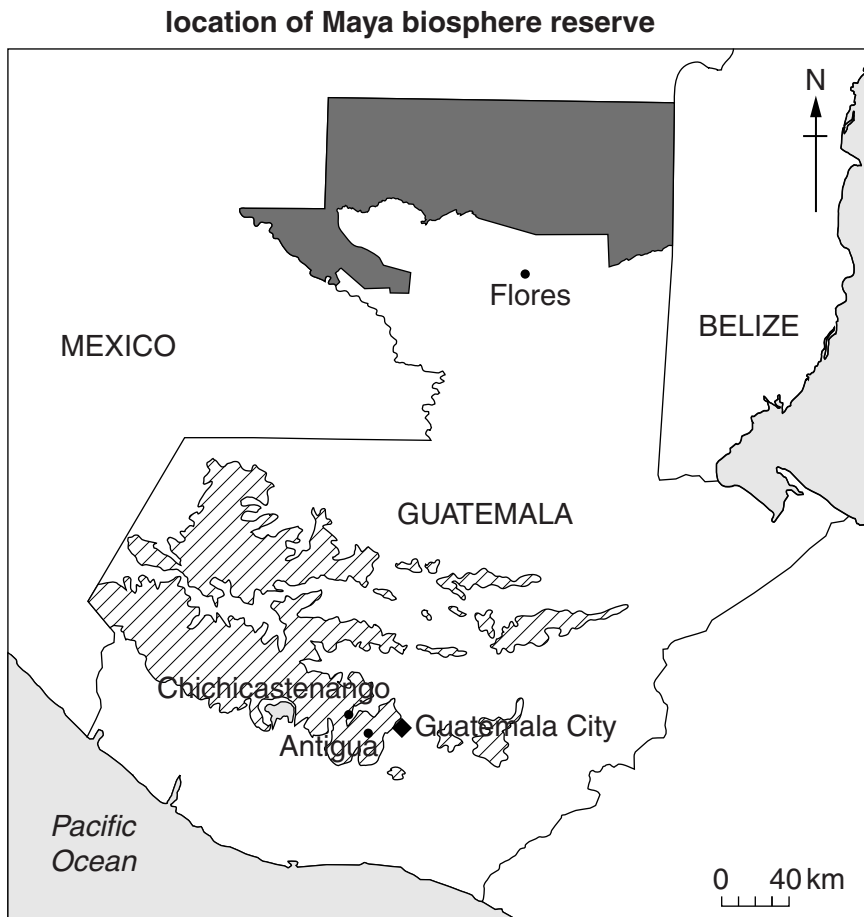 location of Maya biosphere reserve
N
Flores
BELIZE
MEXICO
GUATEMALA
Chichicastenango
Guatemala City
Antigua
Pacific
Ocean
0 40 km